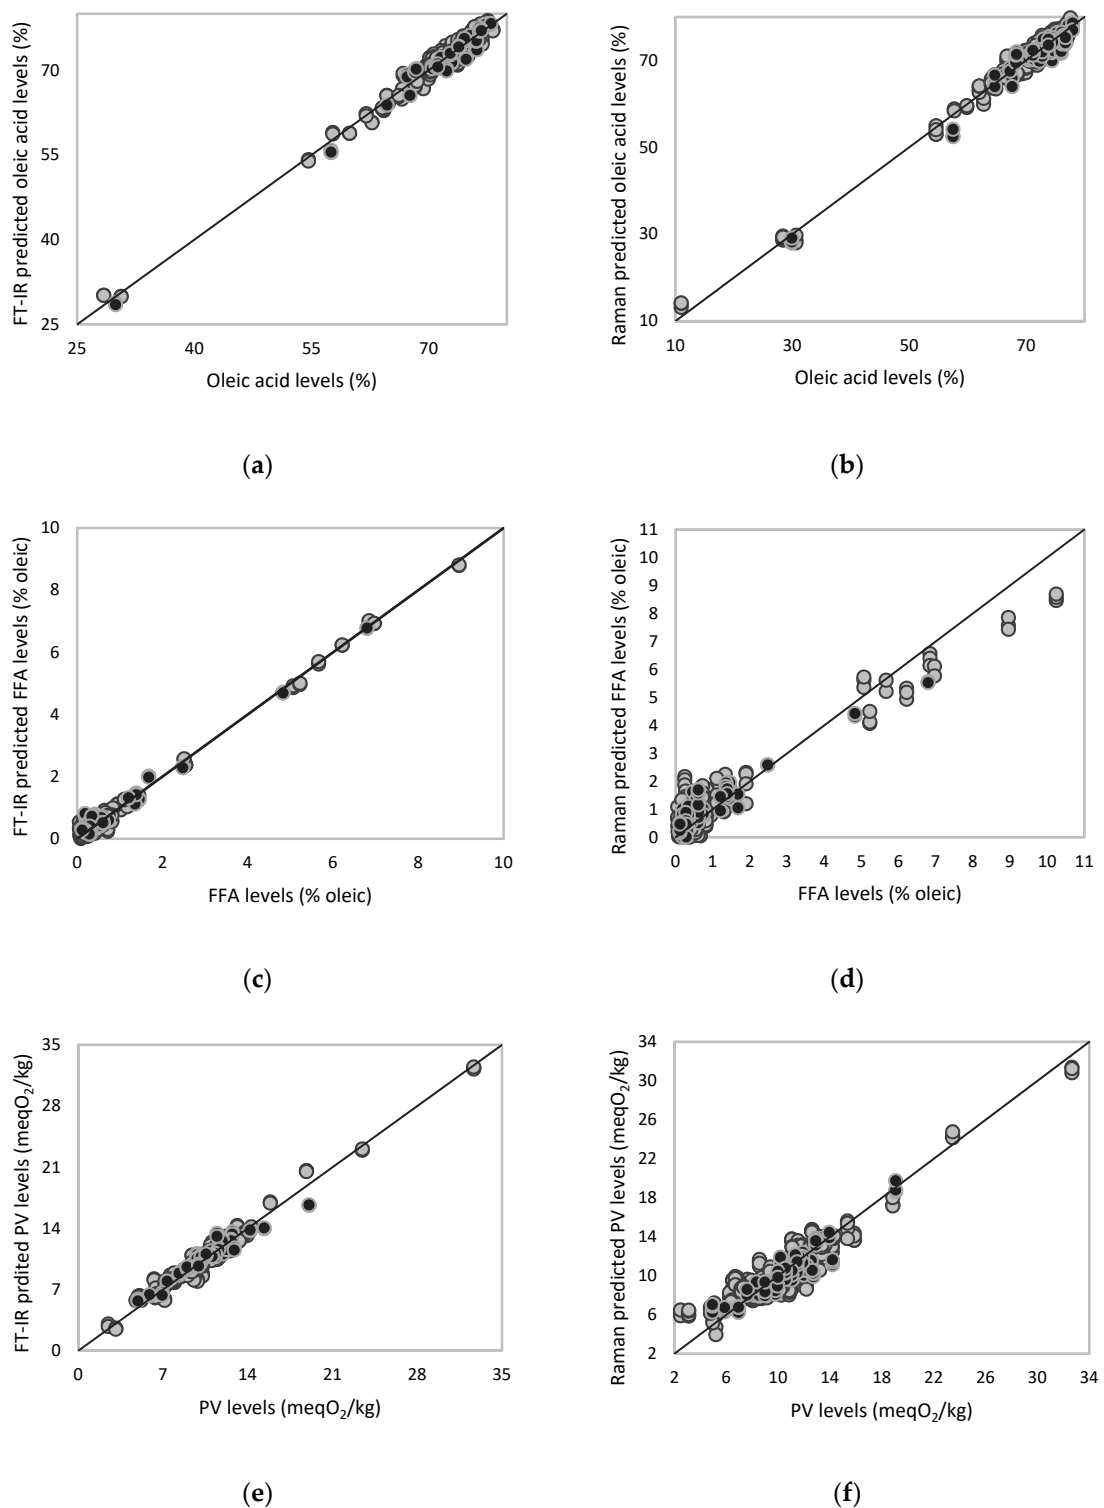 FT-IR predicted oleic acid levels (%)
70
55
40
25
25 40 55 70
Oleic acid levels (%)
(a)
Raman predicted oleic acid levels (%)
70
50
30
10
10 30 50 70
Oleic acid levels (%)
(b)
FT-IR predicted FFA levels (% oleic)
10
8
6
4
2
0
0 2 4 6 8 10
FFA levels (% oleic)
(c)
Raman predicted FFA levels (% oleic)
11
10
9
8
7
6
5
4
3
2
1
0
0 1 2 3 4 5 6 7 8 9 10 11
FFA levels (% oleic)
(d)
FT-IR prdited PV levels (meqO₂/kg)
35
28
21
14
7
0
0 7 14 21 28 35
PV levels (meqO₂/kg)
(e)
Raman predicted PV levels (meqO₂/kg)
34
30
26
22
18
14
10
6
2
2 6 10 14 18 22 26 30 34
PV levels (meqO₂/kg)
(f)